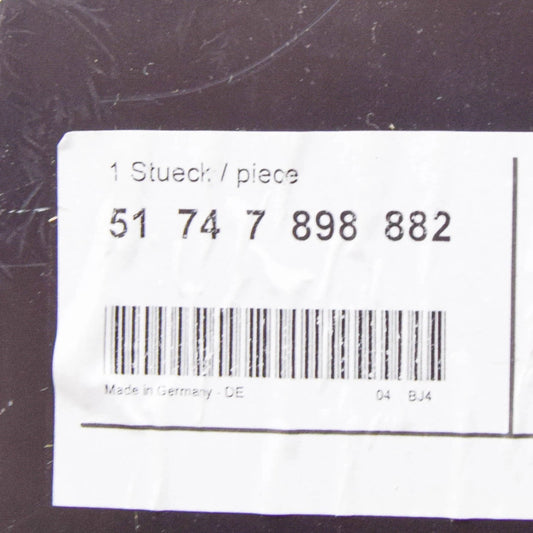 1 Stueck / piece
51 74 7 898 882
Made in Germany - DE 04 BJ4